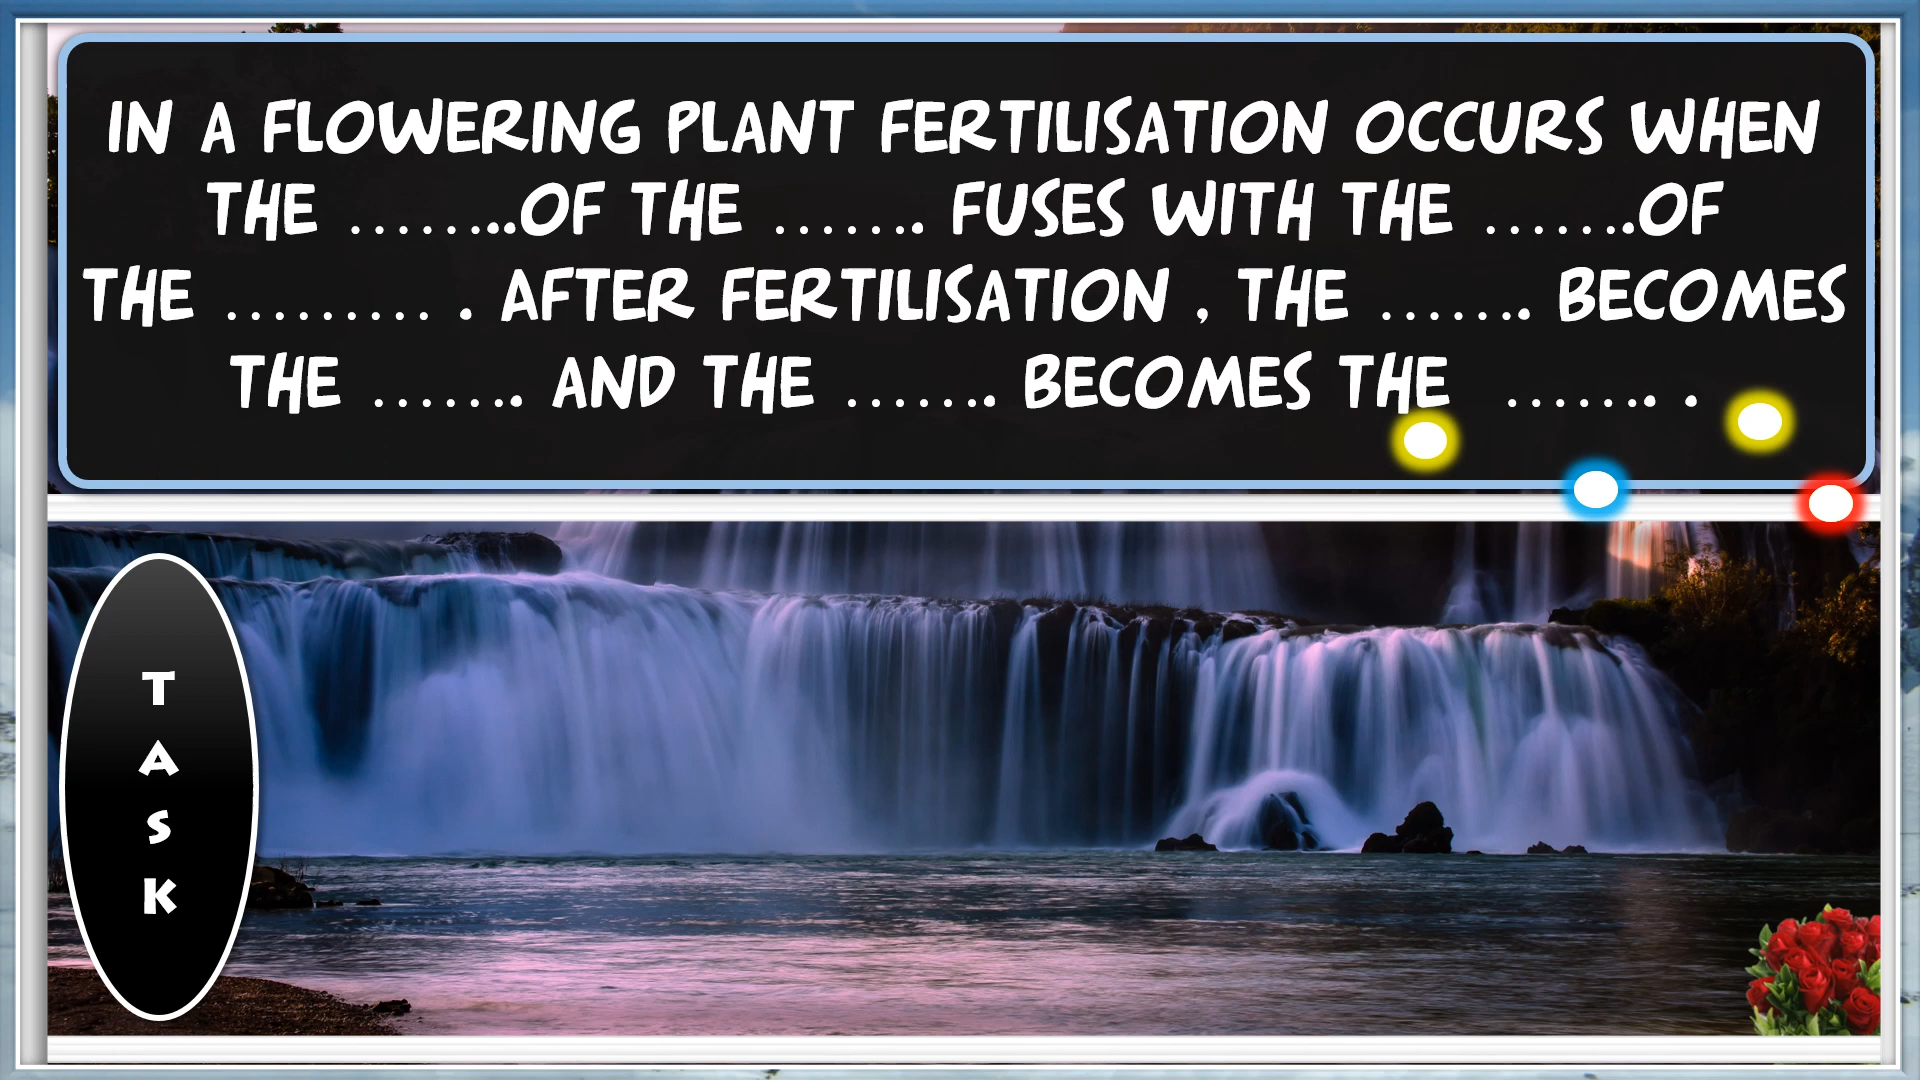 IN A FLOWERING PLANT FERTILISATION OCCURS WHEN
THE ……..OF THE ……. FUSES WITH THE …….OF
THE ……… . AFTER FERTILISATION , THE ……. BECOMES
THE ……. AND THE ……. BECOMES THE ……. .
T
A
S
K